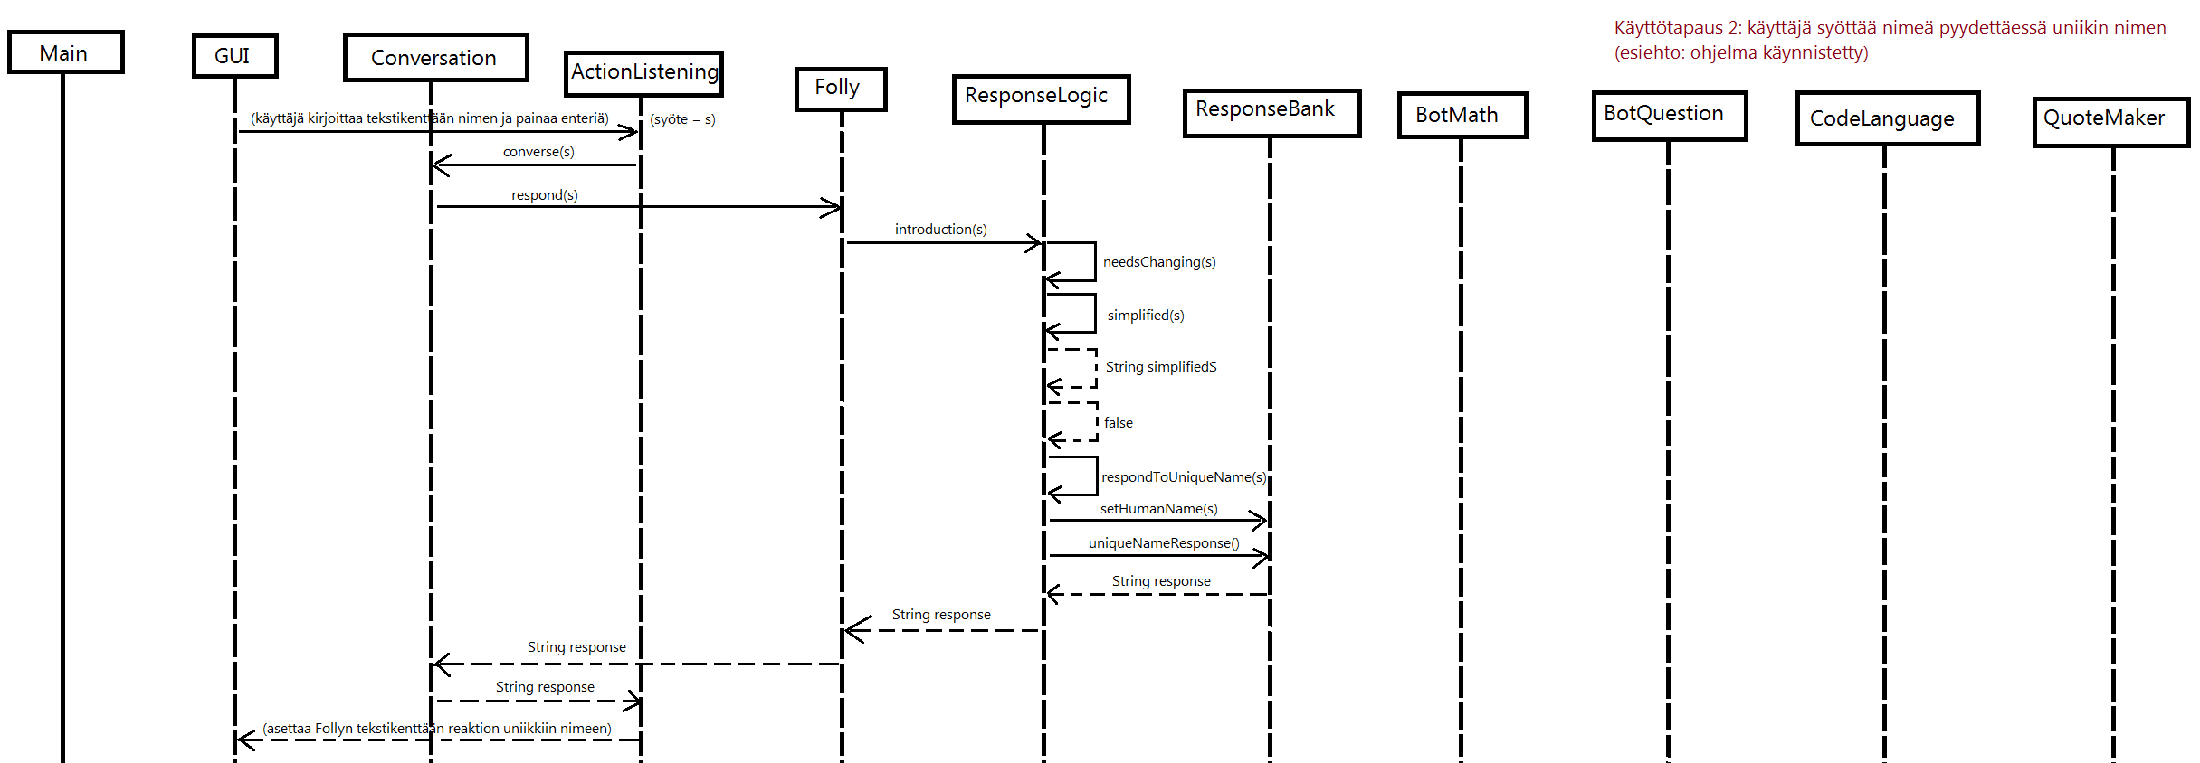 Käyttötapaus 2: käyttäjä syöttää nimeä pyydettäessä uniikin nimen
(esiehto: ohjelma käynnistetty)
Main
GUI
Conversation
ActionListening
Folly
ResponseLogic
ResponseBank
BotMath
BotQuestion
CodeLanguage
QuoteMaker
(käyttäjä kirjoittaa tekstikenttään nimen ja painaa enteriä)
(syöte = s)
converse(s)
respond(s)
introduction(s)
needsChanging(s)
simplified(s)
String simplifiedS
false
respondToUniqueName(s)
setHumanName(s)
uniqueNameResponse()
String response
String response
String response
String response
(asettaa Follyn tekstikenttään reaktion uniikkiin nimeen)